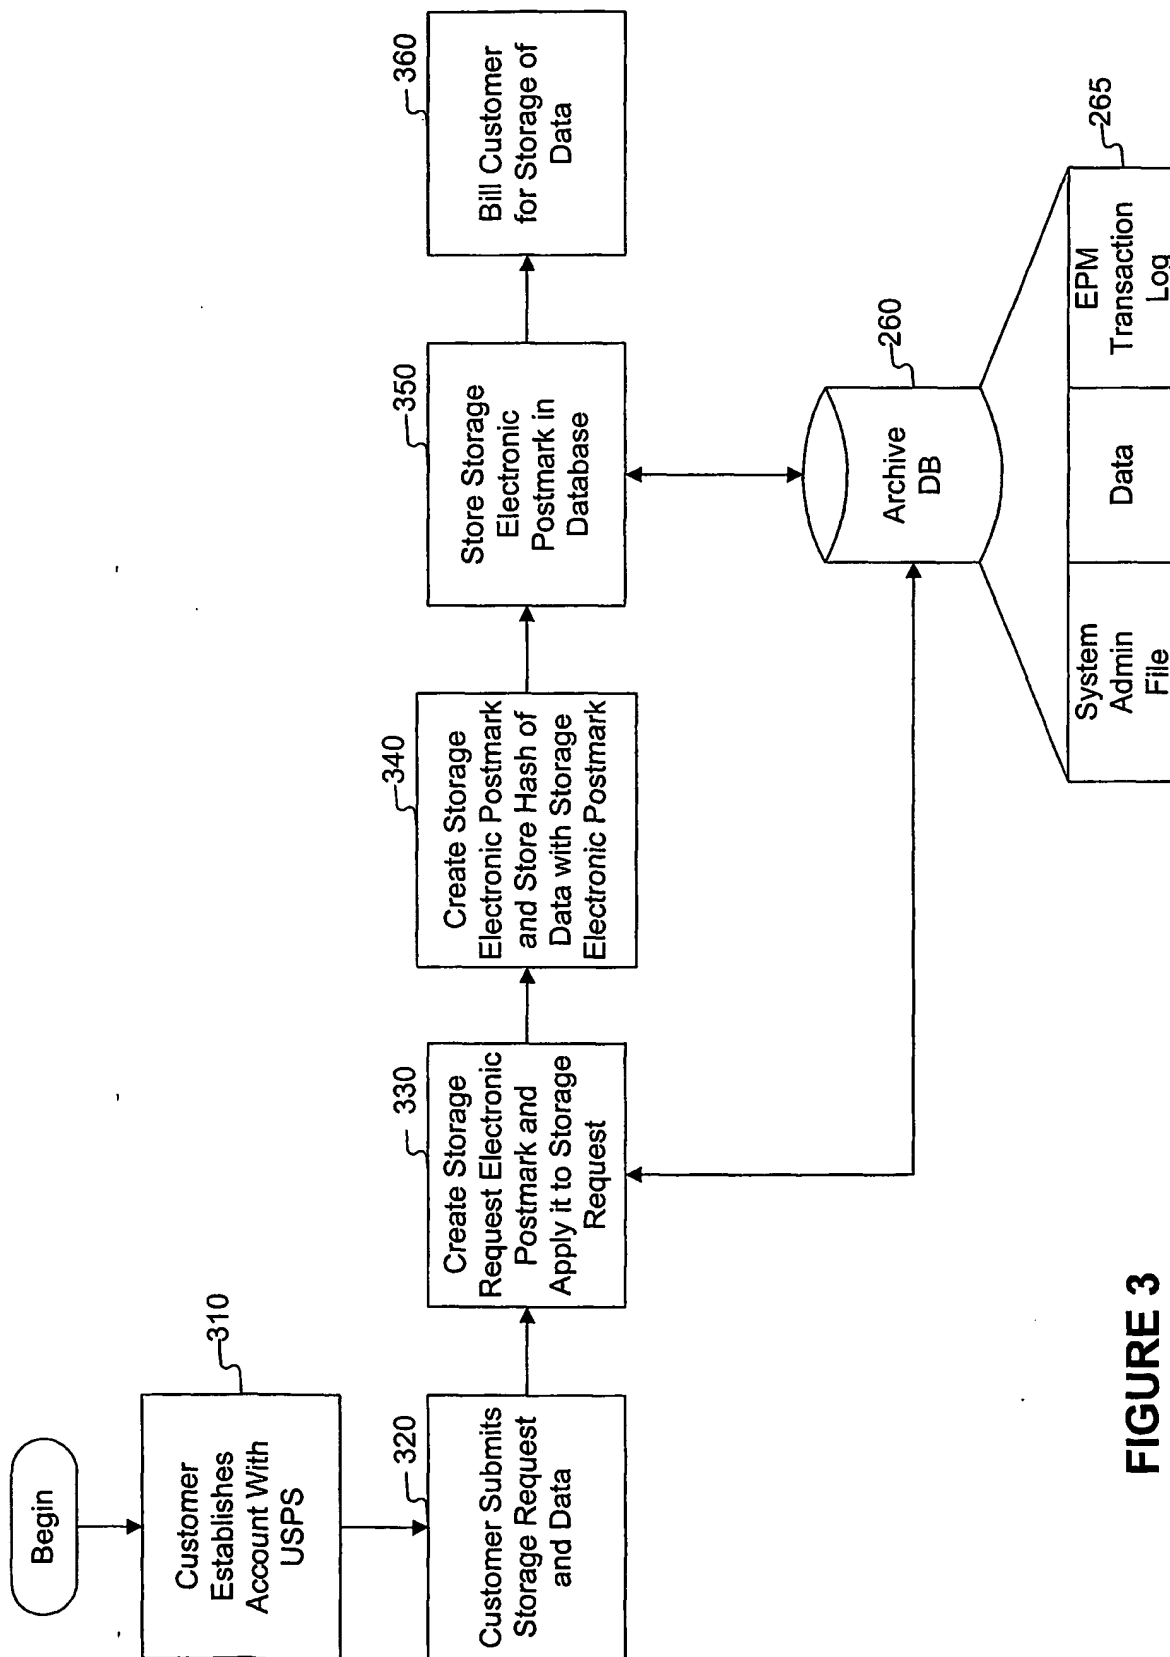 Begin
310
Customer
Establishes
Account With
USPS
320
Customer Submits
Storage Request
and Data
330
Create Storage
Request Electronic
Postmark and
Apply it to Storage
Request
340
Create Storage
Electronic Postmark
and Store Hash of
Data with Storage
Electronic Postmark
350
Store Storage
Electronic
Postmark in
Database
360
Bill Customer
for Storage of
Data
260
Archive
DB
265
System
Admin
File
Data
EPM
Transaction
Log
FIGURE 3